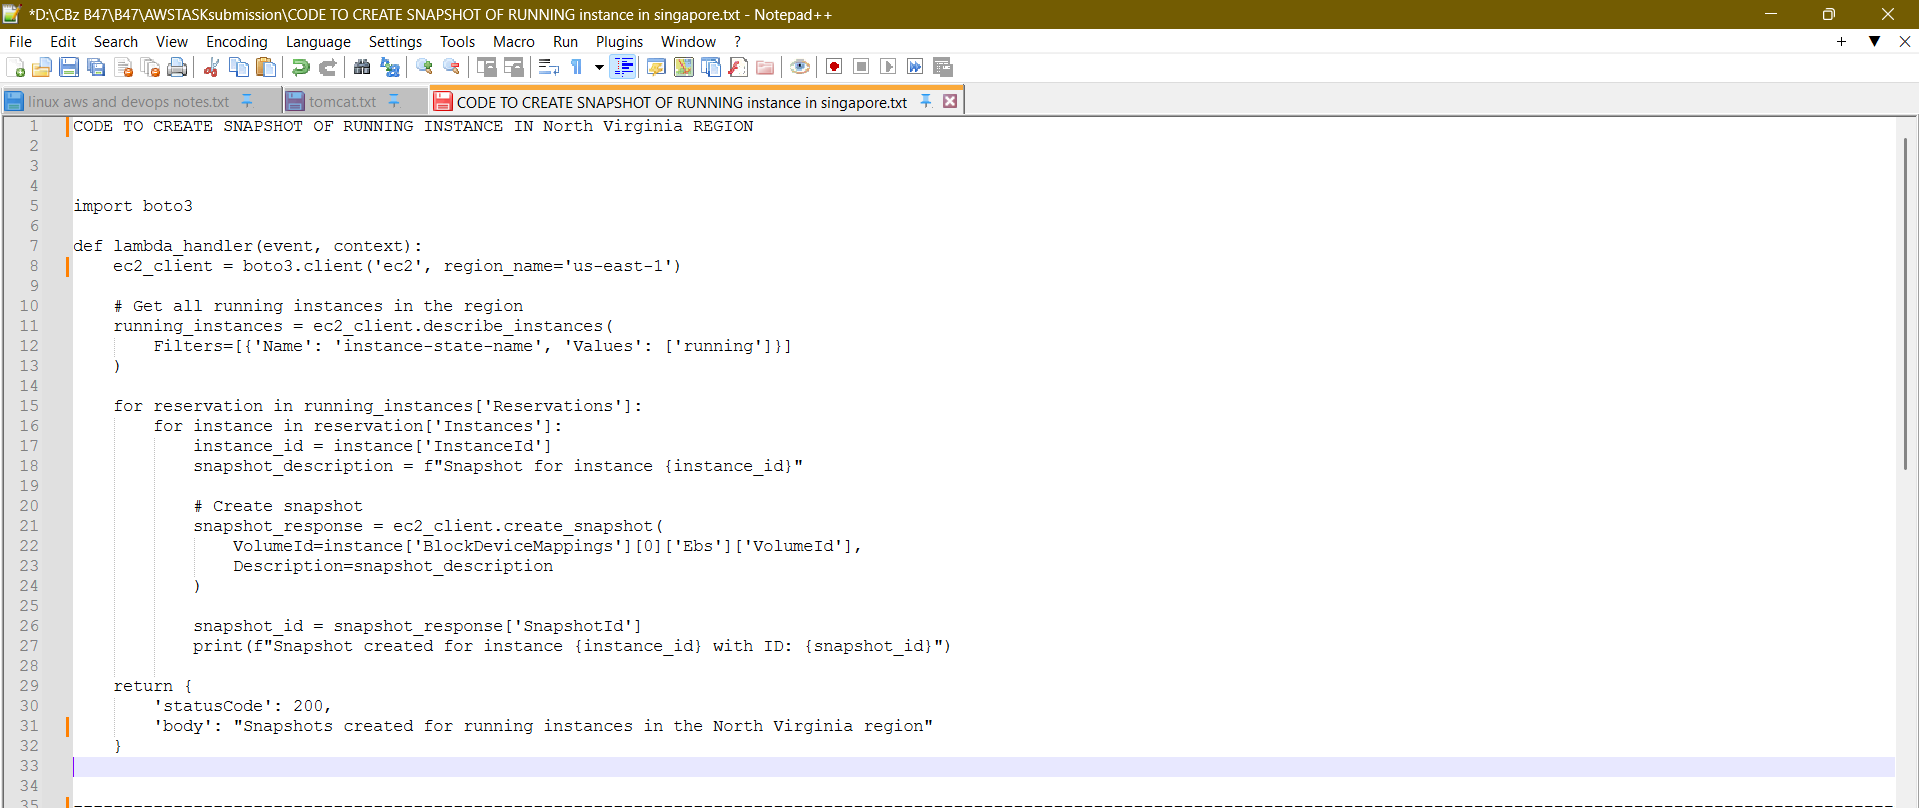 *D:\CBz B47\B47\AWSTASKsubmission\CODE TO CREATE SNAPSHOT OF RUNNING instance in singapore.txt - Notepad++
File Edit Search View Encoding Language Settings Tools Macro Run Plugins Window ?
linux aws and devops notes.txt tomcat.txt CODE TO CREATE SNAPSHOT OF RUNNING instance in singapore.txt
1 CODE TO CREATE SNAPSHOT OF RUNNING INSTANCE IN North Virginia REGION
2
3
4
5 import boto3
6
7 def lambda_handler(event, context):
8     ec2_client = boto3.client('ec2', region_name='us-east-1')
9
10     # Get all running instances in the region
11     running_instances = ec2_client.describe_instances(
12         Filters=[{'Name': 'instance-state-name', 'Values': ['running']}]
13     )
14
15     for reservation in running_instances['Reservations']:
16         for instance in reservation['Instances']:
17             instance_id = instance['InstanceId']
18             snapshot_description = f"Snapshot for instance {instance_id}"
19
20             # Create snapshot
21             snapshot_response = ec2_client.create_snapshot(
22                 VolumeId=instance['BlockDeviceMappings'][0]['Ebs']['VolumeId'],
23                 Description=snapshot_description
24             )
25
26             snapshot_id = snapshot_response['SnapshotId']
27             print(f"Snapshot created for instance {instance_id} with ID: {snapshot_id}")
28
29     return {
30         'statusCode': 200,
31         'body': "Snapshots created for running instances in the North Virginia region"
32     }
33
34
35